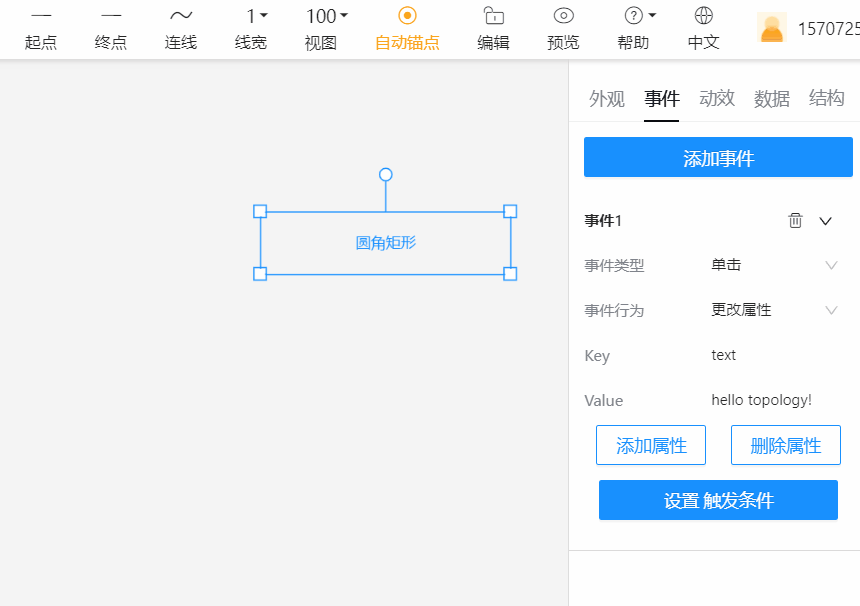 1 100 ?
起点 终点 连线 线宽 视图 自动锚点 编辑 预览 帮助 中文 1570725
外观 事件 动效 数据 结构
添加事件
圆角矩形
事件1
事件类型 单击
事件行为 更改属性
Key text
Value hello topology!
添加属性 删除属性
设置 触发条件